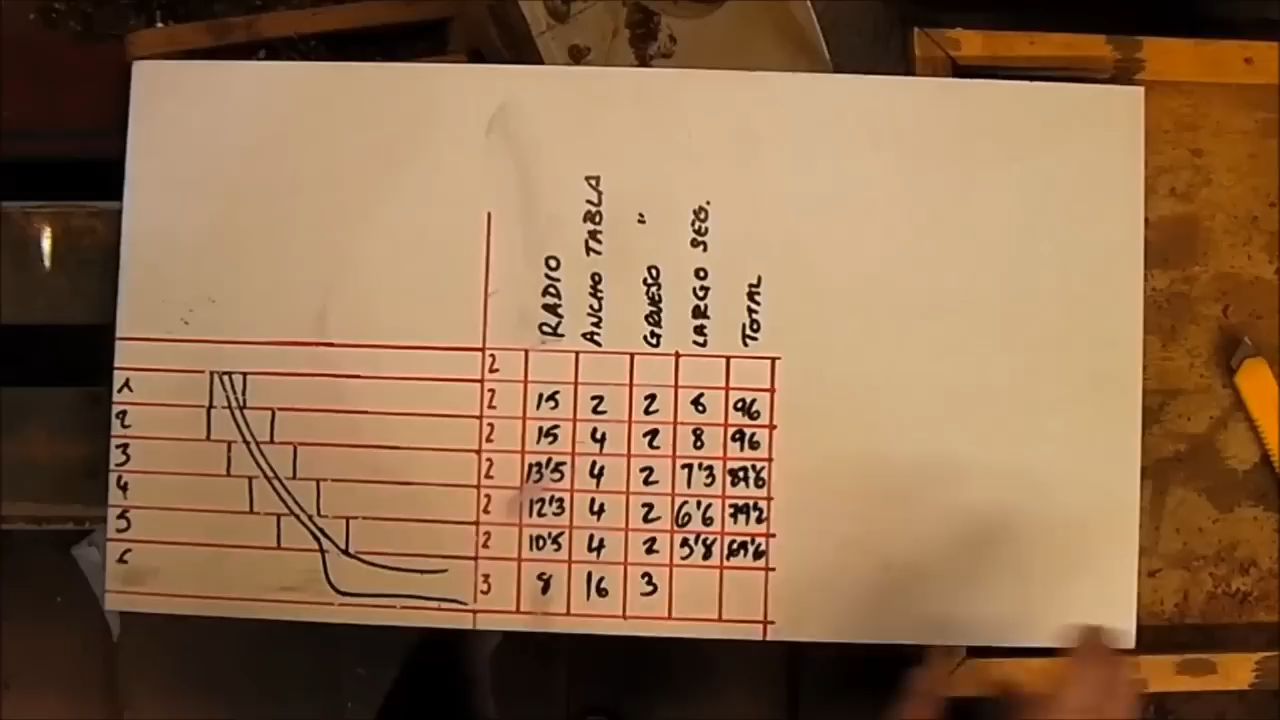 RADIO ANCHO TABLA GRUESO " LARGO SEG. TOTAL
2
1 2 15 2 2 8 96
2 2 15 4 2 8 96
3 2 13'5 4 2 7'3 87'6
4 2 12'3 4 2 6'6 79'2
5 2 10'5 4 2 5'8 69'6
6 3 8 16 3